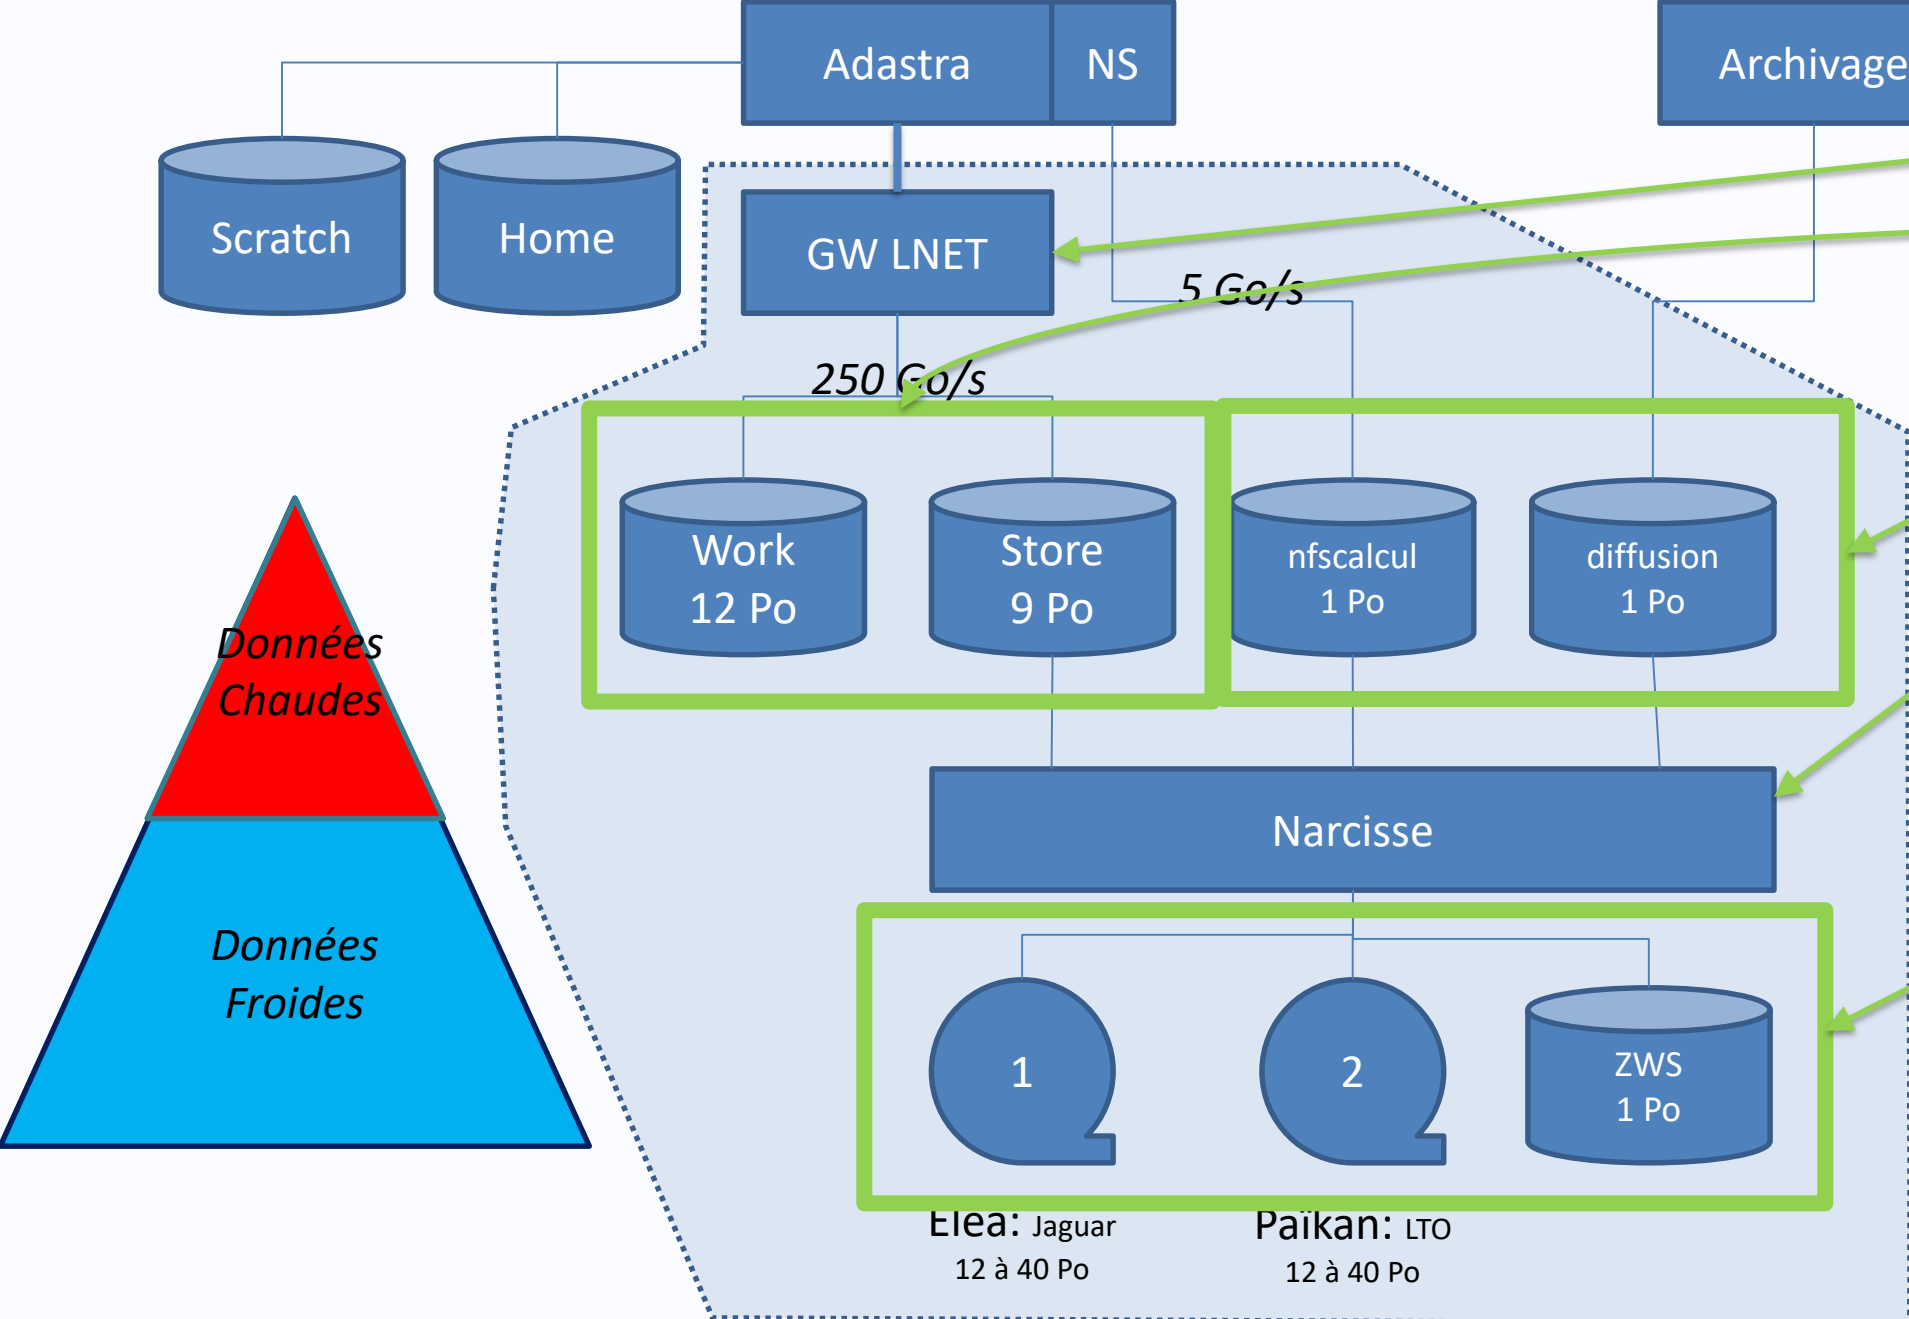 Adastra
NS
Archivage
Scratch
Home
GW LNET
5 Go/s
250 Go/s
Work
12 Po
Store
9 Po
nfscalcul
1 Po
diffusion
1 Po
Données
Chaudes
Narcisse
Données
Froides
1
2
ZWS
1 Po
Eléa: Jaguar
12 à 40 Po
Païkan: LTO
12 à 40 Po